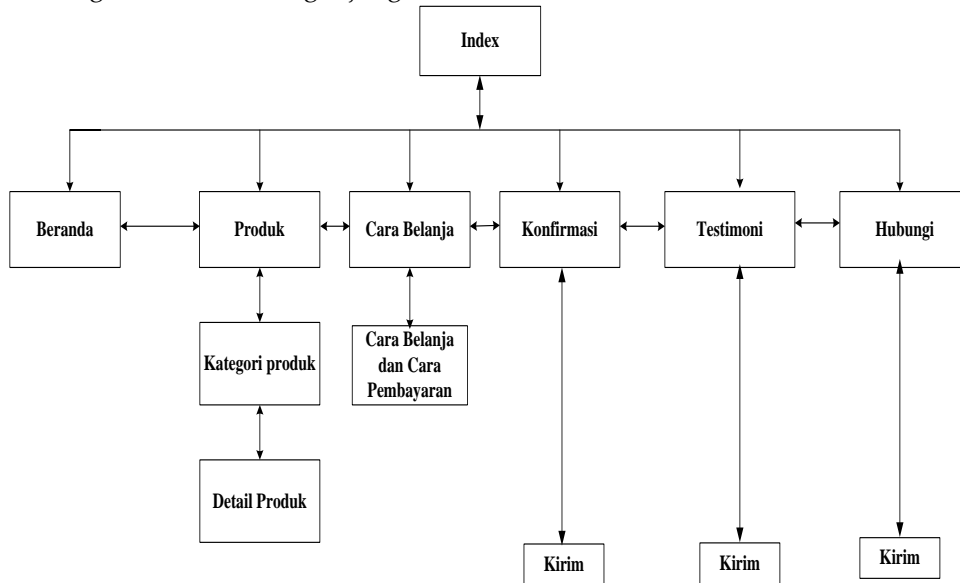 Index
Beranda
Produk
Cara Belanja
Konfirmasi
Testimoni
Hubungi
Kategori produk
Cara Belanja
dan Cara
Pembayaran
Detail Produk
Kirim
Kirim
Kirim